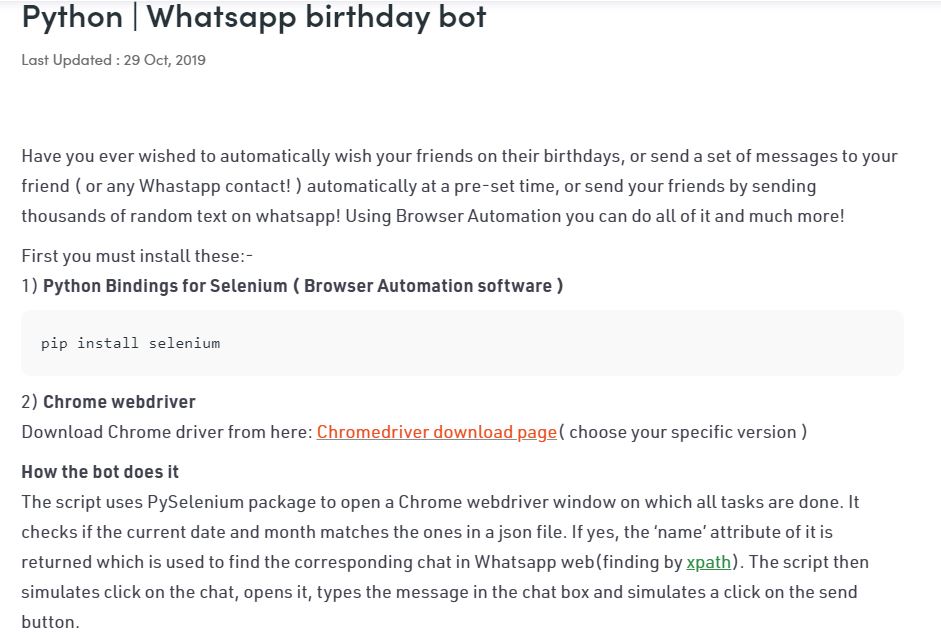 Python | Whatsapp birthday bot
Last Updated : 29 Oct, 2019
Have you ever wished to automatically wish your friends on their birthdays, or send a set of messages to your
friend ( or any Whastapp contact! ) automatically at a pre-set time, or send your friends by sending
thousands of random text on whatsapp! Using Browser Automation you can do all of it and much more!
First you must install these:-
1) Python Bindings for Selenium ( Browser Automation software )
pip install selenium
2) Chrome webdriver
Download Chrome driver from here: Chromedriver download page( choose your specific version )
How the bot does it
The script uses PySelenium package to open a Chrome webdriver window on which all tasks are done. It
checks if the current date and month matches the ones in a json file. If yes, the ‘name’ attribute of it is
returned which is used to find the corresponding chat in Whatsapp web(finding by xpath). The script then
simulates click on the chat, opens it, types the message in the chat box and simulates a click on the send
button.